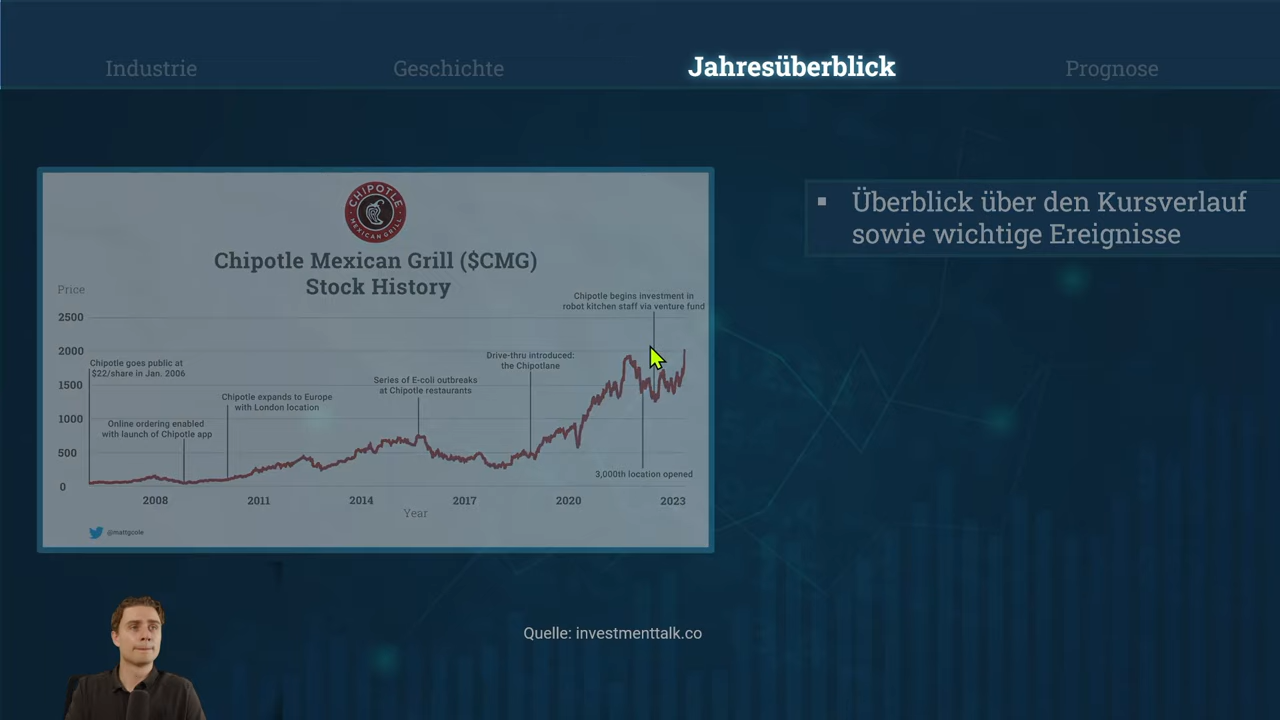 Industrie
Geschichte
Jahresüberblick
Prognose
CHIPOTLE
MEXICAN GRILL
Chipotle Mexican Grill ($CMG)
Stock History
Price
2500
2000
1500
1000
500
0
Chipotle goes public at
$22/share in Jan. 2006
Online ordering enabled
with launch of Chipotle app
Chipotle expands to Europe
with London location
Series of E-coli outbreaks
at Chipotle restaurants
Drive-thru introduced:
the Chipotlane
Chipotle begins investment in
robot kitchen staff via venture fund
3,000th location opened
2008
2011
2014
2017
2020
2023
Year
@mattgcole
▪ Überblick über den Kursverlauf
sowie wichtige Ereignisse
Quelle: investmenttalk.co